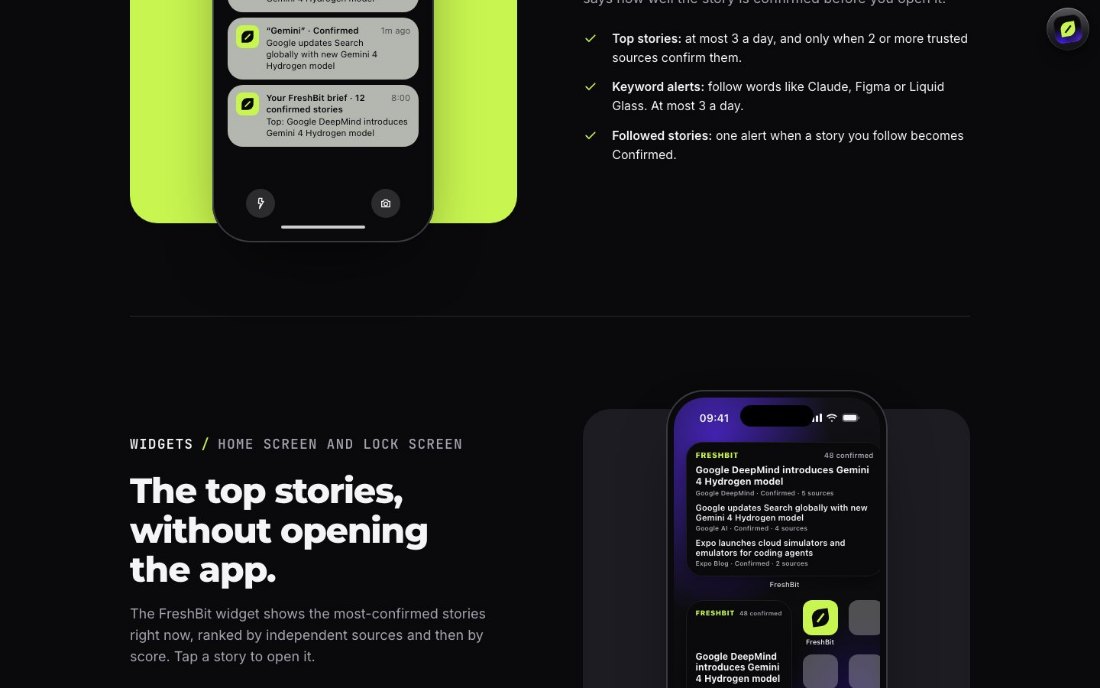 Gemini 4 Hydrogen model
“Gemini” · Confirmed 1m ago
Google updates Search
globally with new Gemini 4
Hydrogen model
Your FreshBit brief · 12 8:00
confirmed stories
Top: Google DeepMind introduces
Gemini 4 Hydrogen model
says how well the story is confirmed before you open it.
Top stories: at most 3 a day, and only when 2 or more trusted
sources confirm them.
Keyword alerts: follow words like Claude, Figma or Liquid
Glass. At most 3 a day.
Followed stories: one alert when a story you follow becomes
Confirmed.
WIDGETS / HOME SCREEN AND LOCK SCREEN
The top stories,
without opening
the app.
The FreshBit widget shows the most-confirmed stories
right now, ranked by independent sources and then by
score. Tap a story to open it.
09:41
FRESHBIT 48 confirmed
Google DeepMind introduces Gemini
4 Hydrogen model
Google DeepMind · Confirmed · 5 sources
Google updates Search globally with new
Gemini 4 Hydrogen model
Google AI · Confirmed · 4 sources
Expo launches cloud simulators and
emulators for coding agents
Expo Blog · Confirmed · 2 sources
FreshBit
FRESHBIT 48 confirmed
Google DeepMind
introduces Gemini
4 Hydrogen model
FreshBit